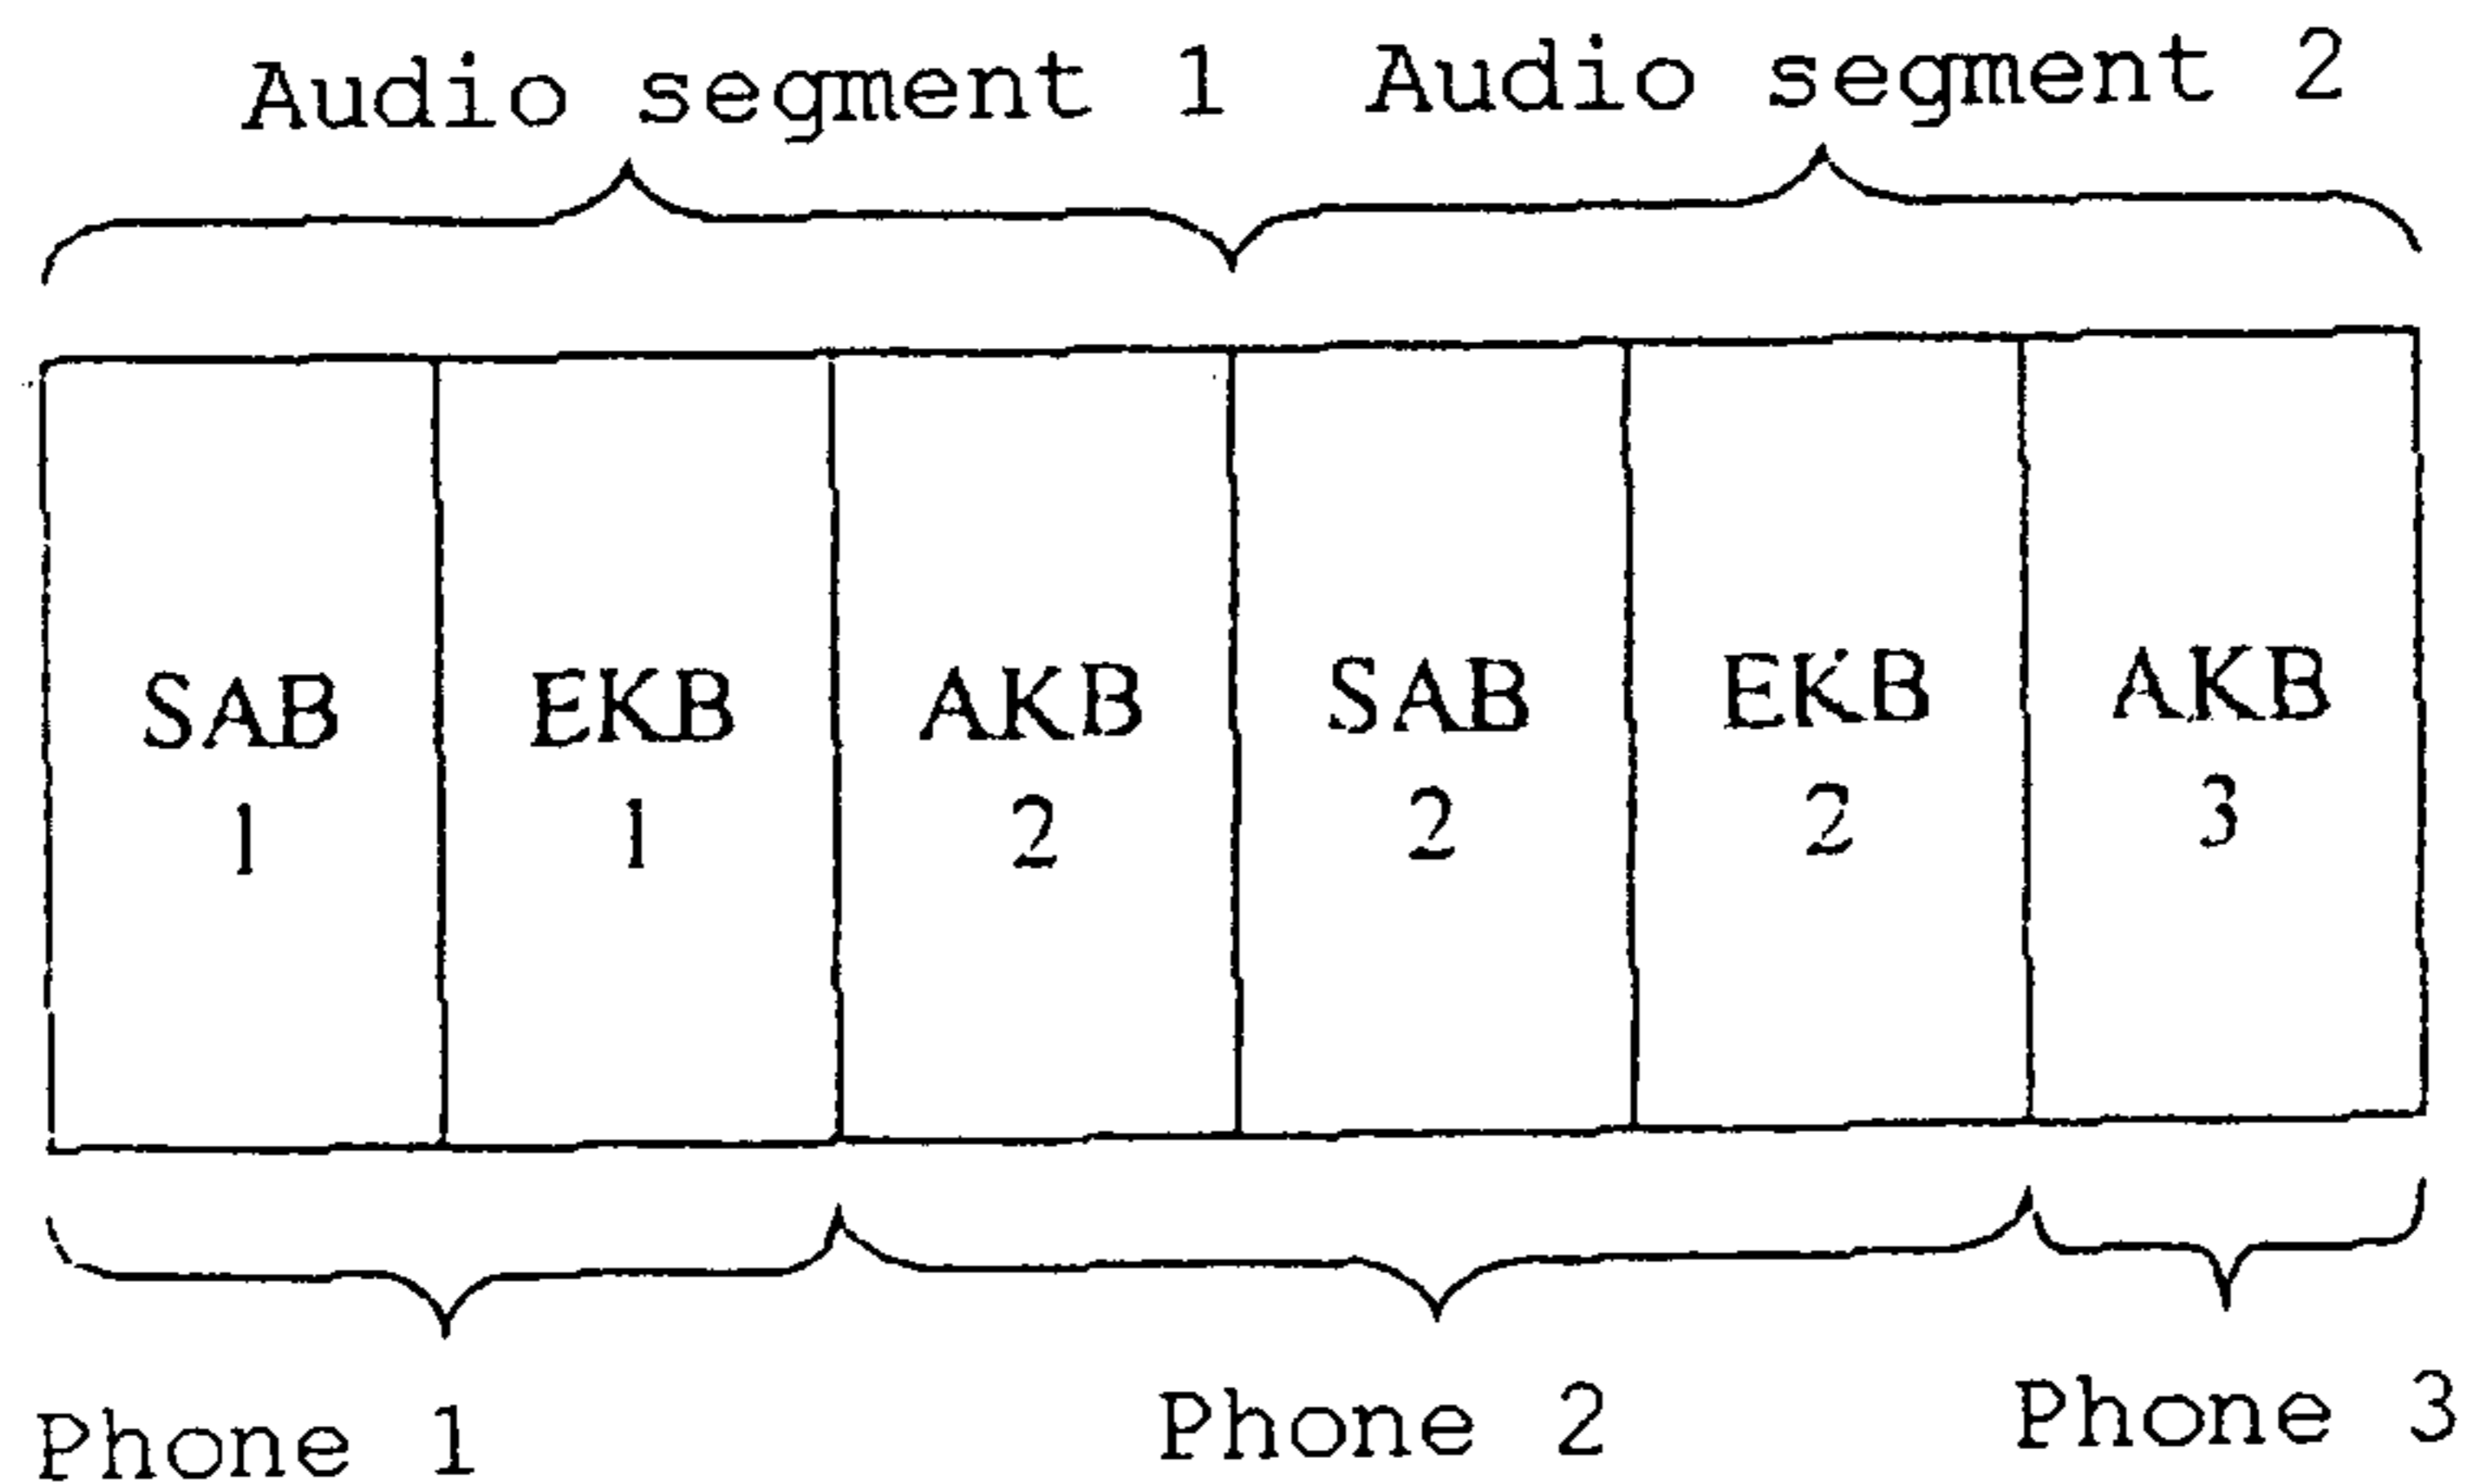 Audio segment 1 Audio segment 2
SAB EKB AKB SAB EKB AKB
1 1 2 2 2 3
Phone 1 Phone 2 Phone 3